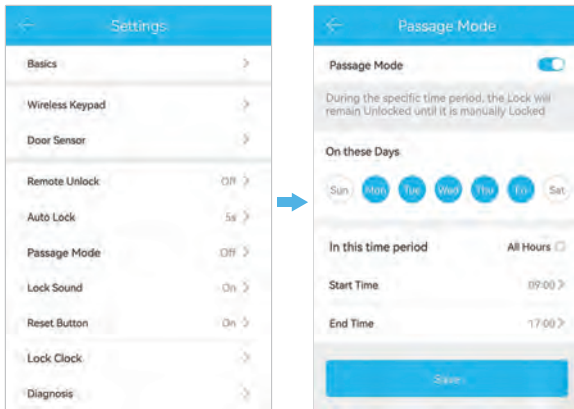 Settings
Basics
Wireless Keypad
Door Sensor
Remote Unlock Off
Auto Lock 5s
Passage Mode Off
Lock Sound On
Reset Button On
Lock Clock
Diagnosis
Passage Mode
Passage Mode
During the specific time period, the Lock will
remain Unlocked until it is manually Locked
On these Days
Sun Mon Tue Wed Thu Fri Sat
In this time period All Hours
Start Time 09:00
End Time 17:00
Save